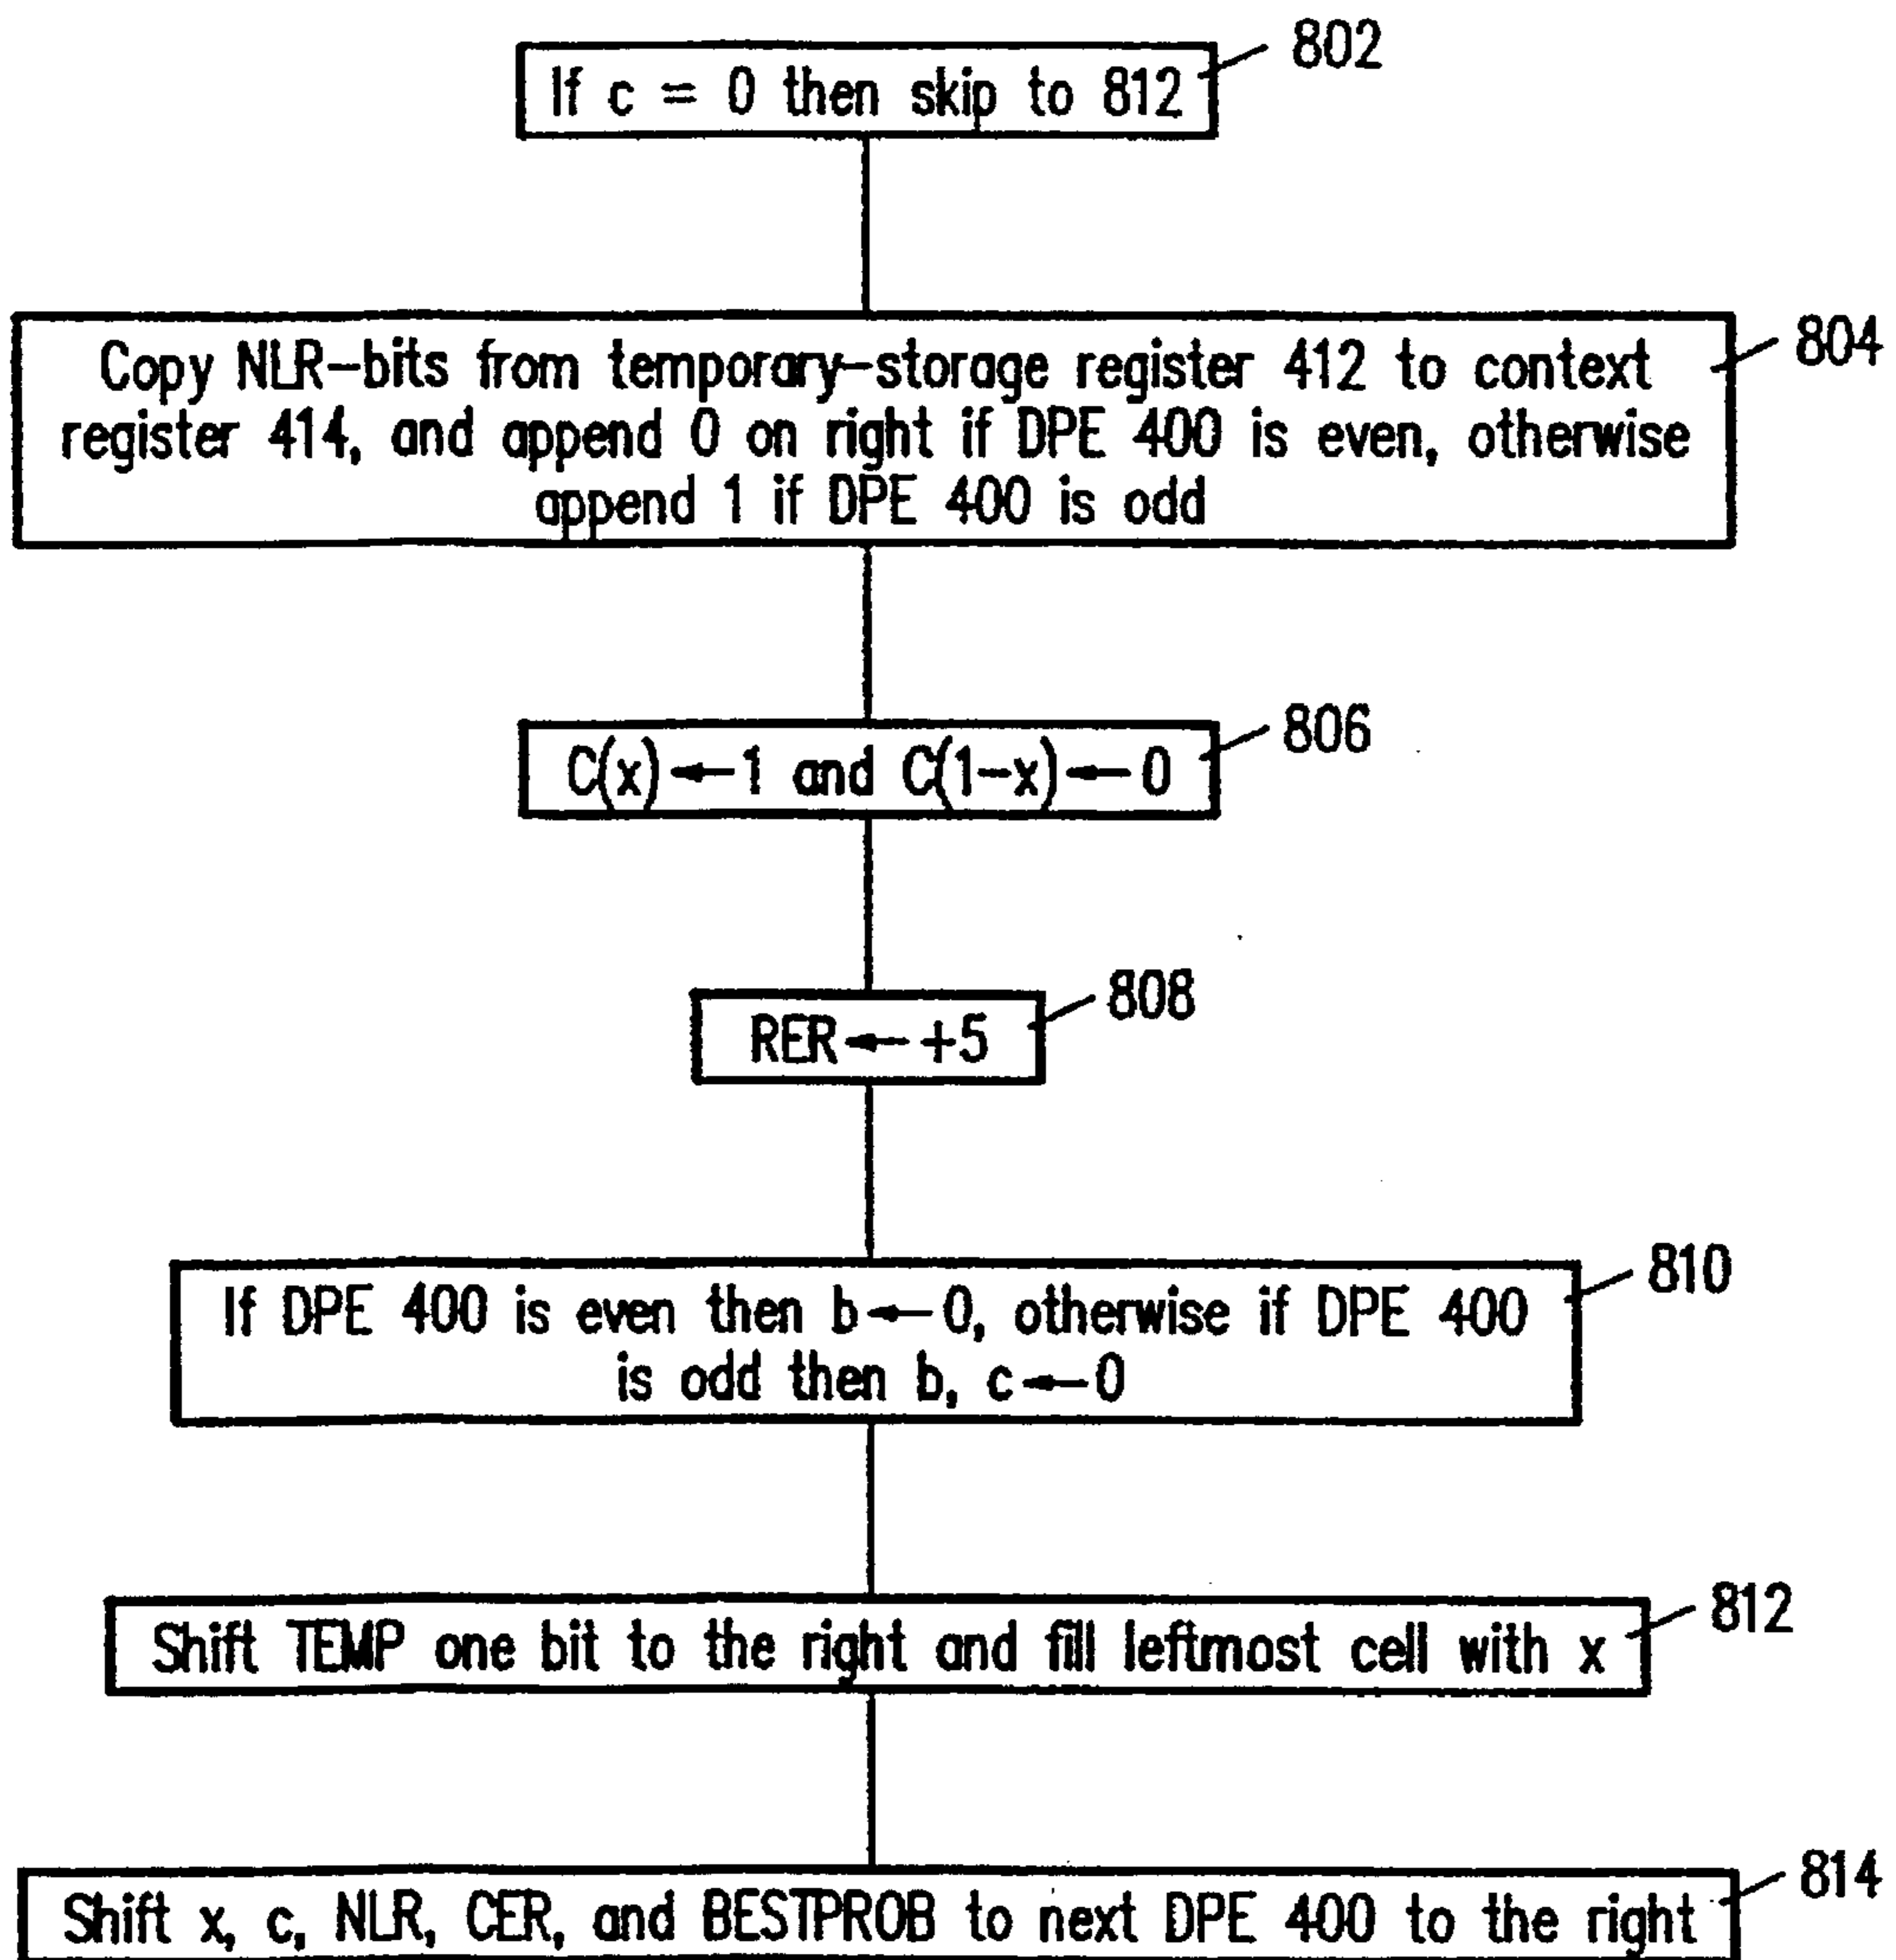 802
If c = 0 then skip to 812
804
Copy NLR-bits from temporary-storage register 412 to context
register 414, and append 0 on right if DPE 400 is even, otherwise
append 1 if DPE 400 is odd
806
C(x)←1 and C(1-x)←0
808
RER←+5
810
If DPE 400 is even then b←0, otherwise if DPE 400
is odd then b, c←0
812
Shift TEMP one bit to the right and fill leftmost cell with x
814
Shift x, c, NLR, CER, and BESTPROB to next DPE 400 to the right